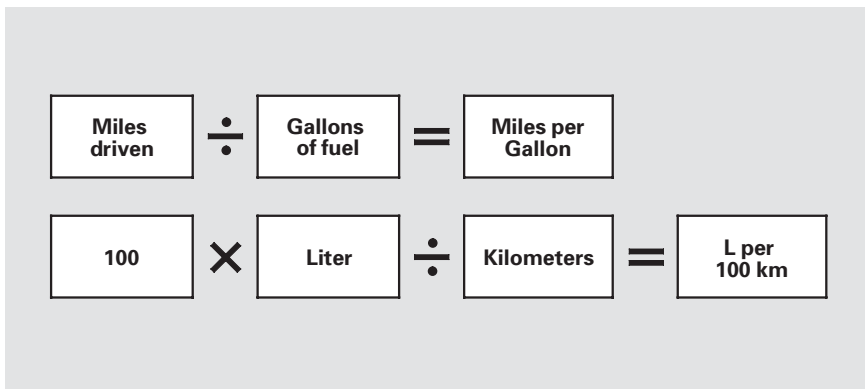 Miles
driven
÷
Gallons
of fuel
=
Miles per
Gallon
100
×
Liter
÷
Kilometers
=
L per
100 km